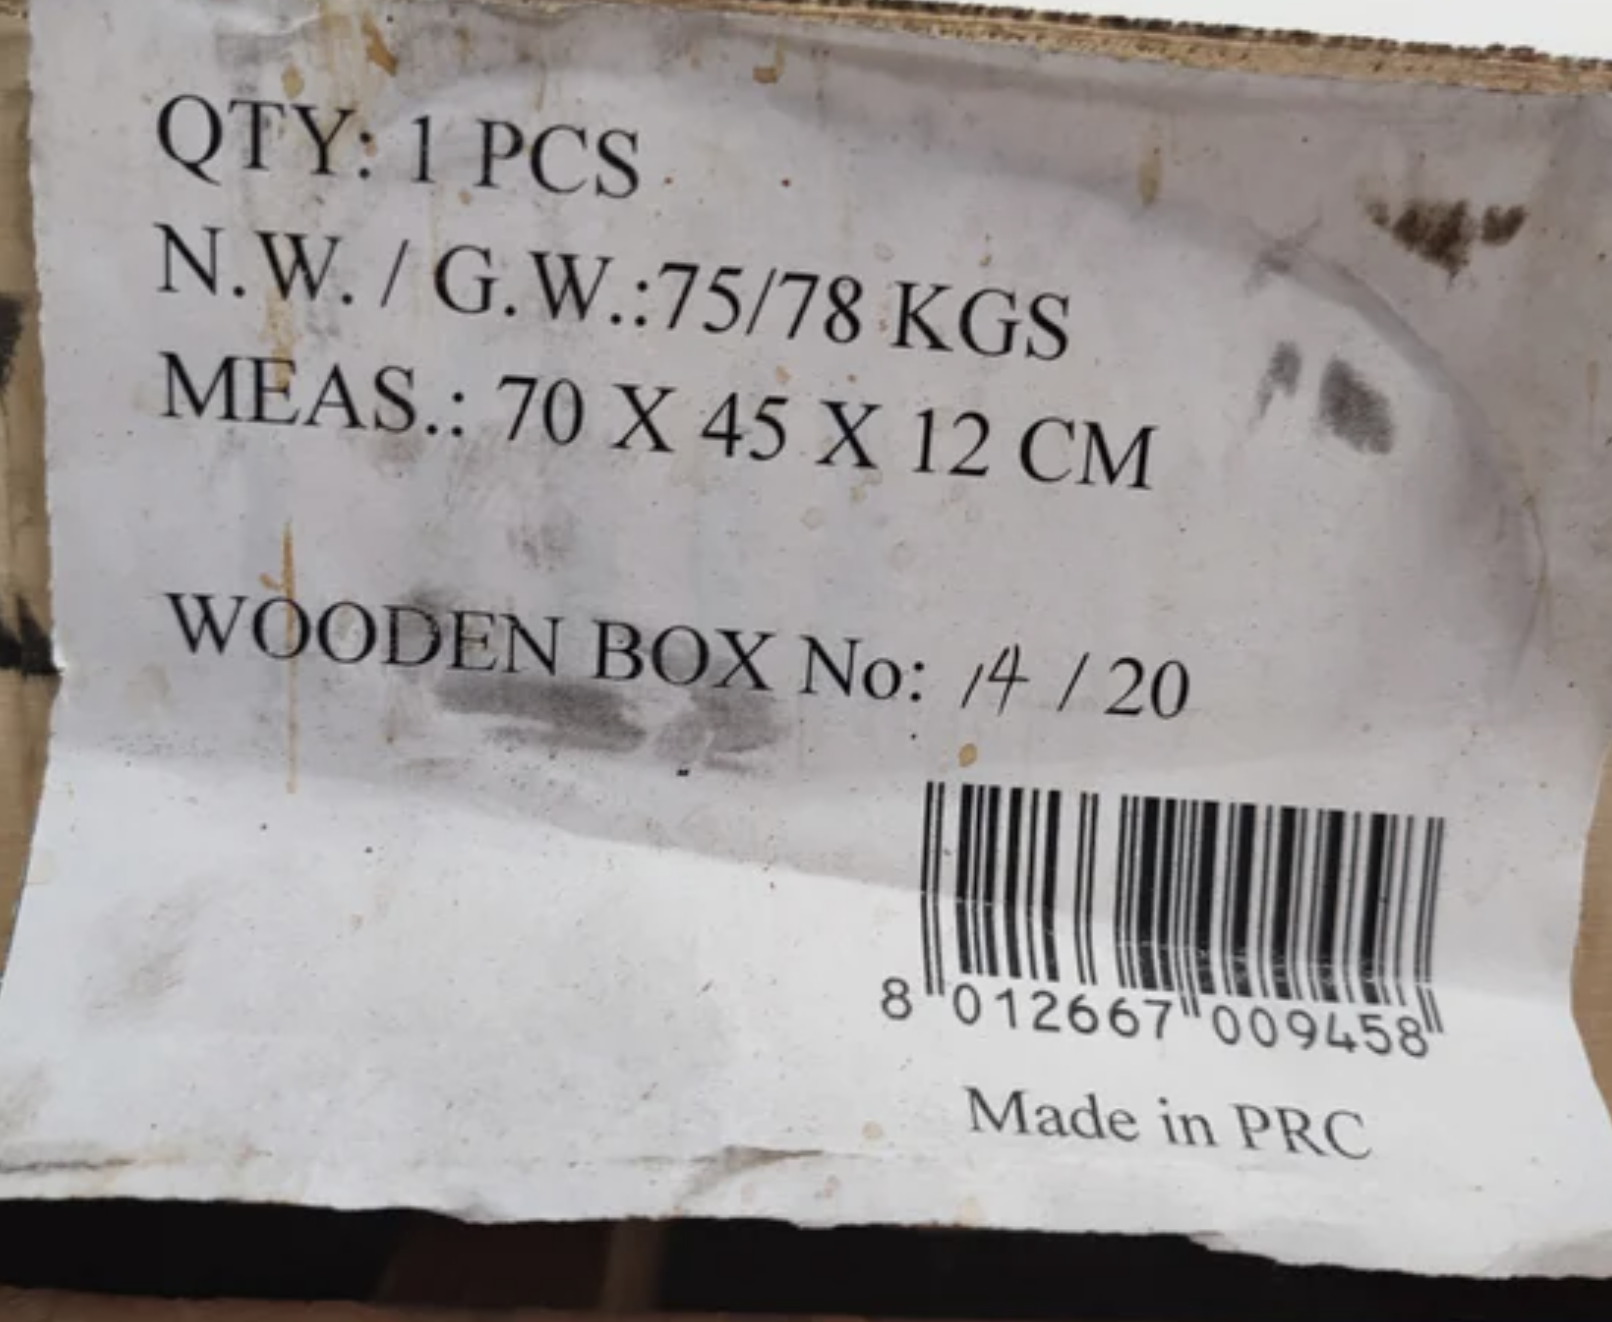 QTY: 1 PCS
N.W. / G.W.:75/78 KGS
MEAS.: 70 X 45 X 12 CM
WOODEN BOX No: 14 / 20
8 012667 009458
Made in PRC